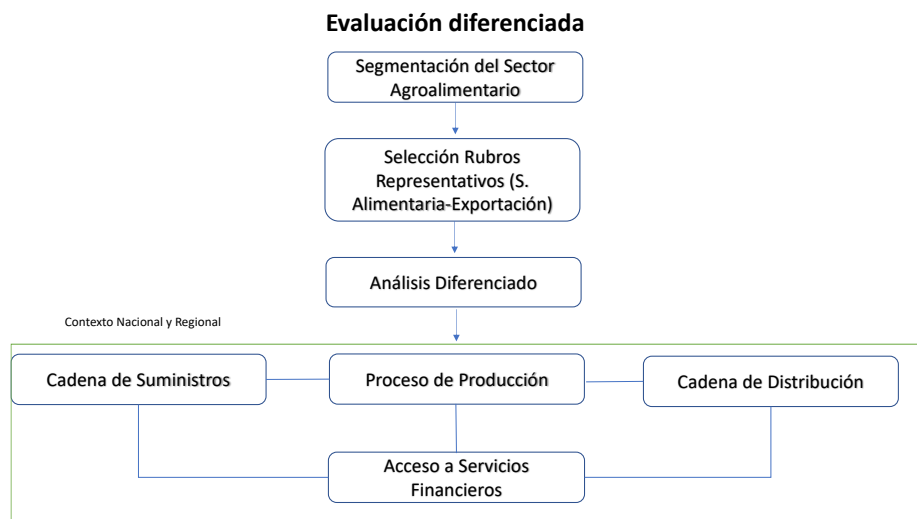 Evaluación diferenciada
Segmentación del Sector
Agroalimentario
Selección Rubros
Representativos (S.
Alimentaria-Exportación)
Análisis Diferenciado
Contexto Nacional y Regional
Cadena de Suministros
Proceso de Producción
Cadena de Distribución
Acceso a Servicios
Financieros